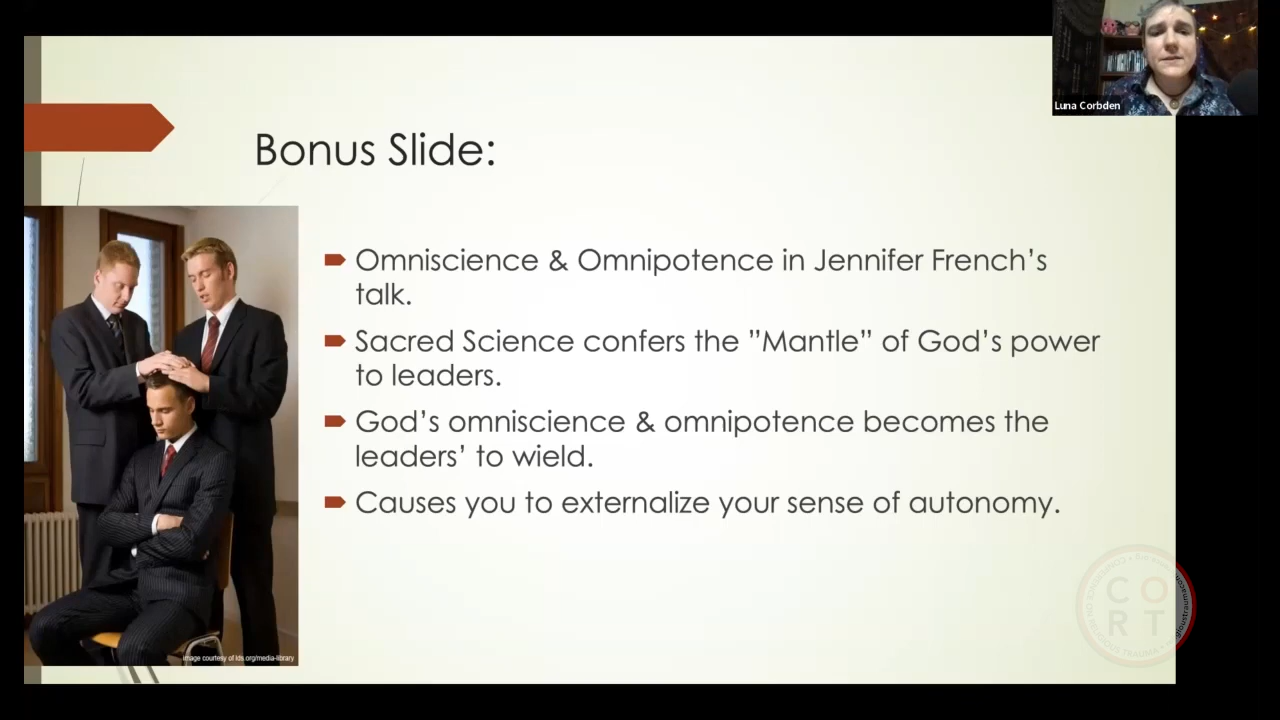 Luna Corbden
Bonus Slide:
Omniscience & Omnipotence in Jennifer French's
talk.
Sacred Science confers the ”Mantle” of God's power
to leaders.
God's omniscience & omnipotence becomes the
leaders' to wield.
Causes you to externalize your sense of autonomy.
image courtesy of lds.org/media-library
CO
RT